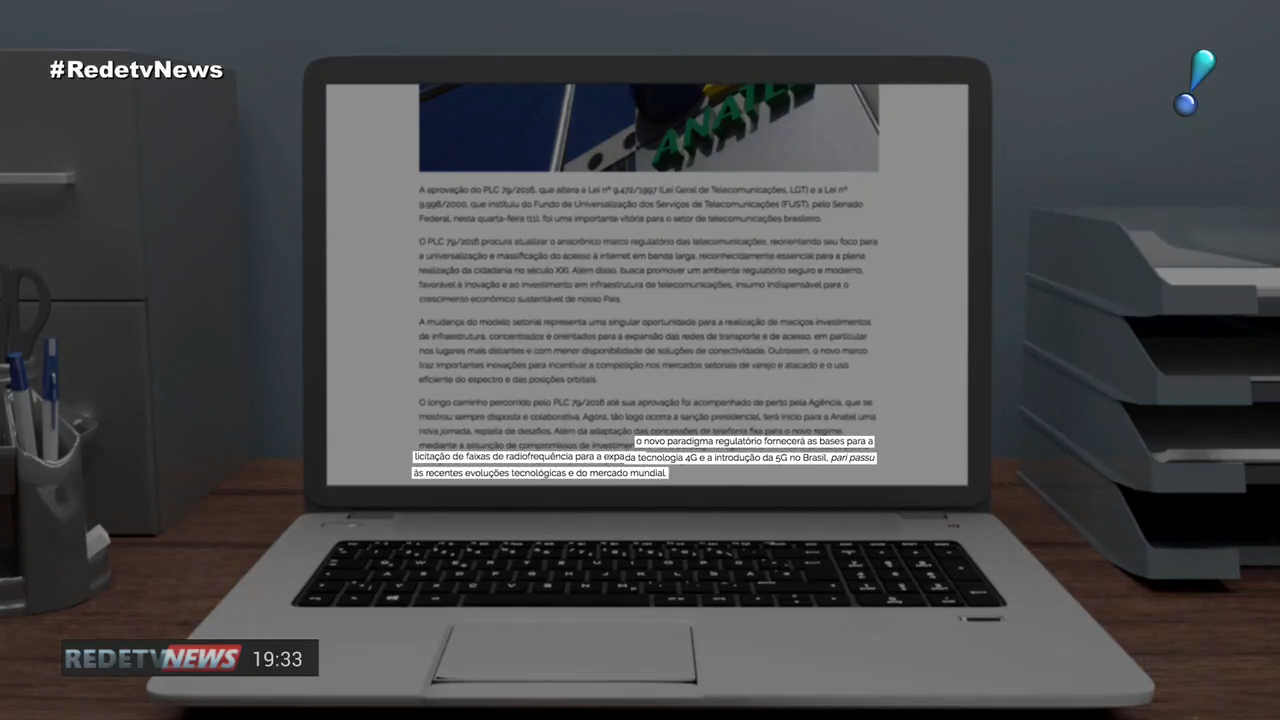 #RedetvNews
ANATEL
A aprovação do PLC 79/2016, que altera a Lei nº 9.472/1997 (Lei Geral de Telecomunicações, LGT) e a Lei nº
9.998/2000, que instituiu do Fundo de Universalização dos Serviços de Telecomunicações (FUST), pelo Senado
Federal, nesta quarta-feira (11), foi uma importante vitória para o setor de telecomunicações brasileiro.
O PLC 79/2016 procura atualizar o anacrônico marco regulatório das telecomunicações, reorientando seu foco para
a universalização e massificação do acesso à internet em banda larga, reconhecidamente essencial para a plena
realização da cidadania no século XXI. Além disso, busca promover um ambiente regulatório seguro e moderno,
favorável à inovação e ao investimento em infraestrutura de telecomunicações, insumo indispensável para o
crescimento econômico sustentável de nosso País.
A mudança do modelo setorial representa uma singular oportunidade para a realização de maciços investimentos
de infraestrutura, concentrados e orientados para a expansão das redes de transporte e de acesso, em particular
nos lugares mais distantes e com menor disponibilidade de soluções de conectividade. Outrossim, o novo marco
traz importantes inovações para incentivar a competição nos mercados setoriais de varejo e atacado e o uso
eficiente do espectro e das posições orbitais.
O longo caminho percorrido pelo PLC 79/2016 até sua aprovação foi acompanhado de perto pela Agência, que se
mostrou sempre disposta e colaborativa. Agora, tão logo ocorra a sanção presidencial, terá início para a Anatel uma
nova jornada, repleta de desafios. Além da adaptação das concessões de telefonia fixa para o novo regime,
mediante a assunção de compromissos de investimen o novo paradigma regulatório fornecerá as bases para a
licitação de faixas de radiofrequência para a expada tecnologia 4G e a introdução da 5G no Brasil, pari passu
às recentes evoluções tecnológicas e do mercado mundial.
REDETV NEWS 19:33